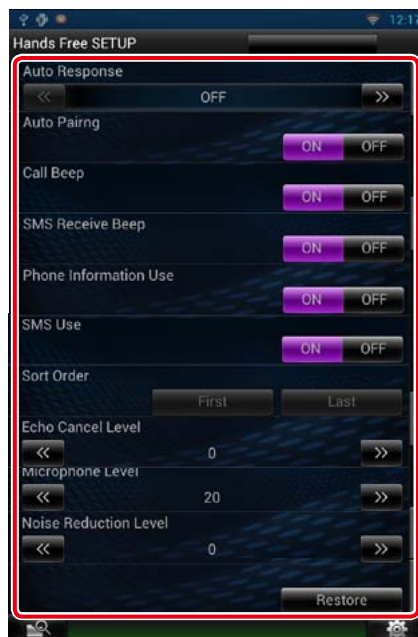 12:17
Hands Free SETUP
Auto Response
OFF
Auto Pairng
ON OFF
Call Beep
ON OFF
SMS Receive Beep
ON OFF
Phone Information Use
ON OFF
SMS Use
ON OFF
Sort Order
First Last
Echo Cancel Level
0
Microphone Level
20
Noise Reduction Level
0
Restore